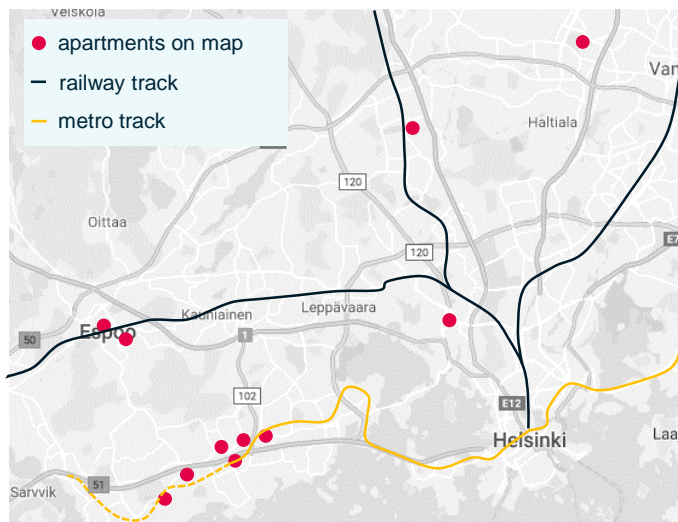 Velskola
apartments on map
railway track
metro track
Van
Haltiala
120
Oittaa
120
E7
Kauniainen
Leppävaara
50
Espoo
1
102
E12
Helsinki
Laaj
51
Sarvvik